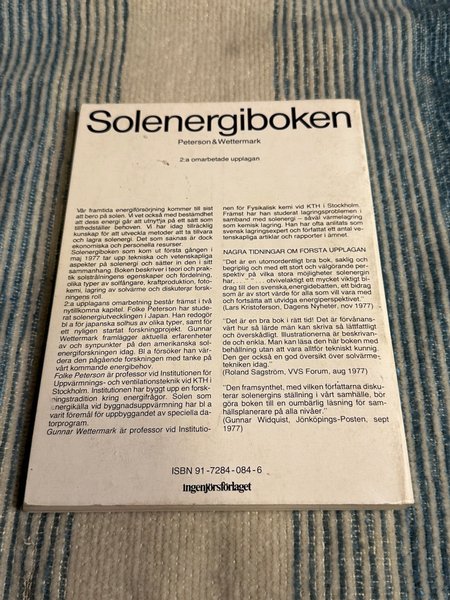 Solenergiboken
Peterson & Wettermark
2:a omarbetade upplagan
Vår framtida energiförsörjning kommer till sist
att bero på solen. Vi vet också med bestämdhet
att dess energi går att utnyttja på ett sätt som
tillfredställer behoven. Vi har idag tillräcklig
kunskap för att utveckla metoder att ta tillvara
och lagra solenergi. Det som saknas är dock
ekonomiska och personella resurser.
Solenergiboken som kom ut första gången i
maj 1977 tar upp tekniska och vetenskapliga
aspekter på solenergi och sätter in den i sitt
sammanhang. Boken beskriver i teori och prak-
tik solstrålningens egenskaper och fördelning,
olika typer av solfångare, kraftproduktion, foto-
kemi, lagring av solvärme och diskuterar forsk-
ningens roll.
2:a upplagans omarbetning består främst i två
nytillkomna kapitel. Folke Peterson har stude-
rat solenergiutvecklingen i Japan. Han redogör
bl a för japanska solhus av olika typer, samt för
ett nyligen startat forskningsprojekt. Gunnar
Wettermark framlägger aktuella erfarenheter
av och synpunkter på den amerikanska sol-
energiforskningen idag. Bl a försöker han vär-
dera den pågående forskningen med tanke på
vårt kommande energibehov.
Folke Peterson är professor vid Institutionen för
Uppvärmnings- och ventilationsteknik vid KTH i
Stockholm. Institutionen har byggt upp en forsk-
ningstradition kring energifrågor. Solen som
energikälla vid byggnadsuppvärmning har bl a
varit föremål för uppbyggandet av speciella da-
torprogram.
Gunnar Wettermark är professor vid Institutio-
nen för Fysikalisk kemi vid KTH i Stockholm.
Främst har han studerat lagringsproblemen i
samband med solenergi – såväl värmelagring
som kemisk lagring. Han har ofta anlitats som
svensk lagringsexpert och författat ett antal ve-
tenskapliga artiklar och rapporter i ämnet.
NÅGRA TIDNINGAR OM FÖRSTA UPPLAGAN
"Det är en utomordentligt bra bok, saklig och
begriplig och med ett stort och välgörande per-
spektiv på vilka stora möjligheter solenergin
har, . . . . . . otvivelaktigt ett mycket viktigt bi-
drag till den svenska energidebatten, ett bidrag
som är av stort värde för alla som vill vara med
och fortsätta att utvidga energiperspektivet."
(Lars Kristoferson, Dagens Nyheter, nov 1977)
"Det är en bra bok i rätt tid! Det är förvånans-
värt hur så lärde män kan skriva så lättfattligt
och överskådligt. Illustrationerna är beskrivan-
de och enkla. Man kan läsa den här boken med
behållning utan att vara alltför tekniskt kunnig.
Den ger också en god översikt över solvärme-
tekniken idag."
(Roland Sagström, VVS Forum, aug 1977)
"Den framsynthet, med vilken författarna disku-
terar solenergins ställning i vårt samhälle, bör
göra boken till en oumbärlig läsning för sam-
hällsplanerare på alla nivåer."
(Gunnar Widquist, Jönköpings-Posten, sept
1977)
ISBN 91-7284-084-6
ingenjörsförlaget